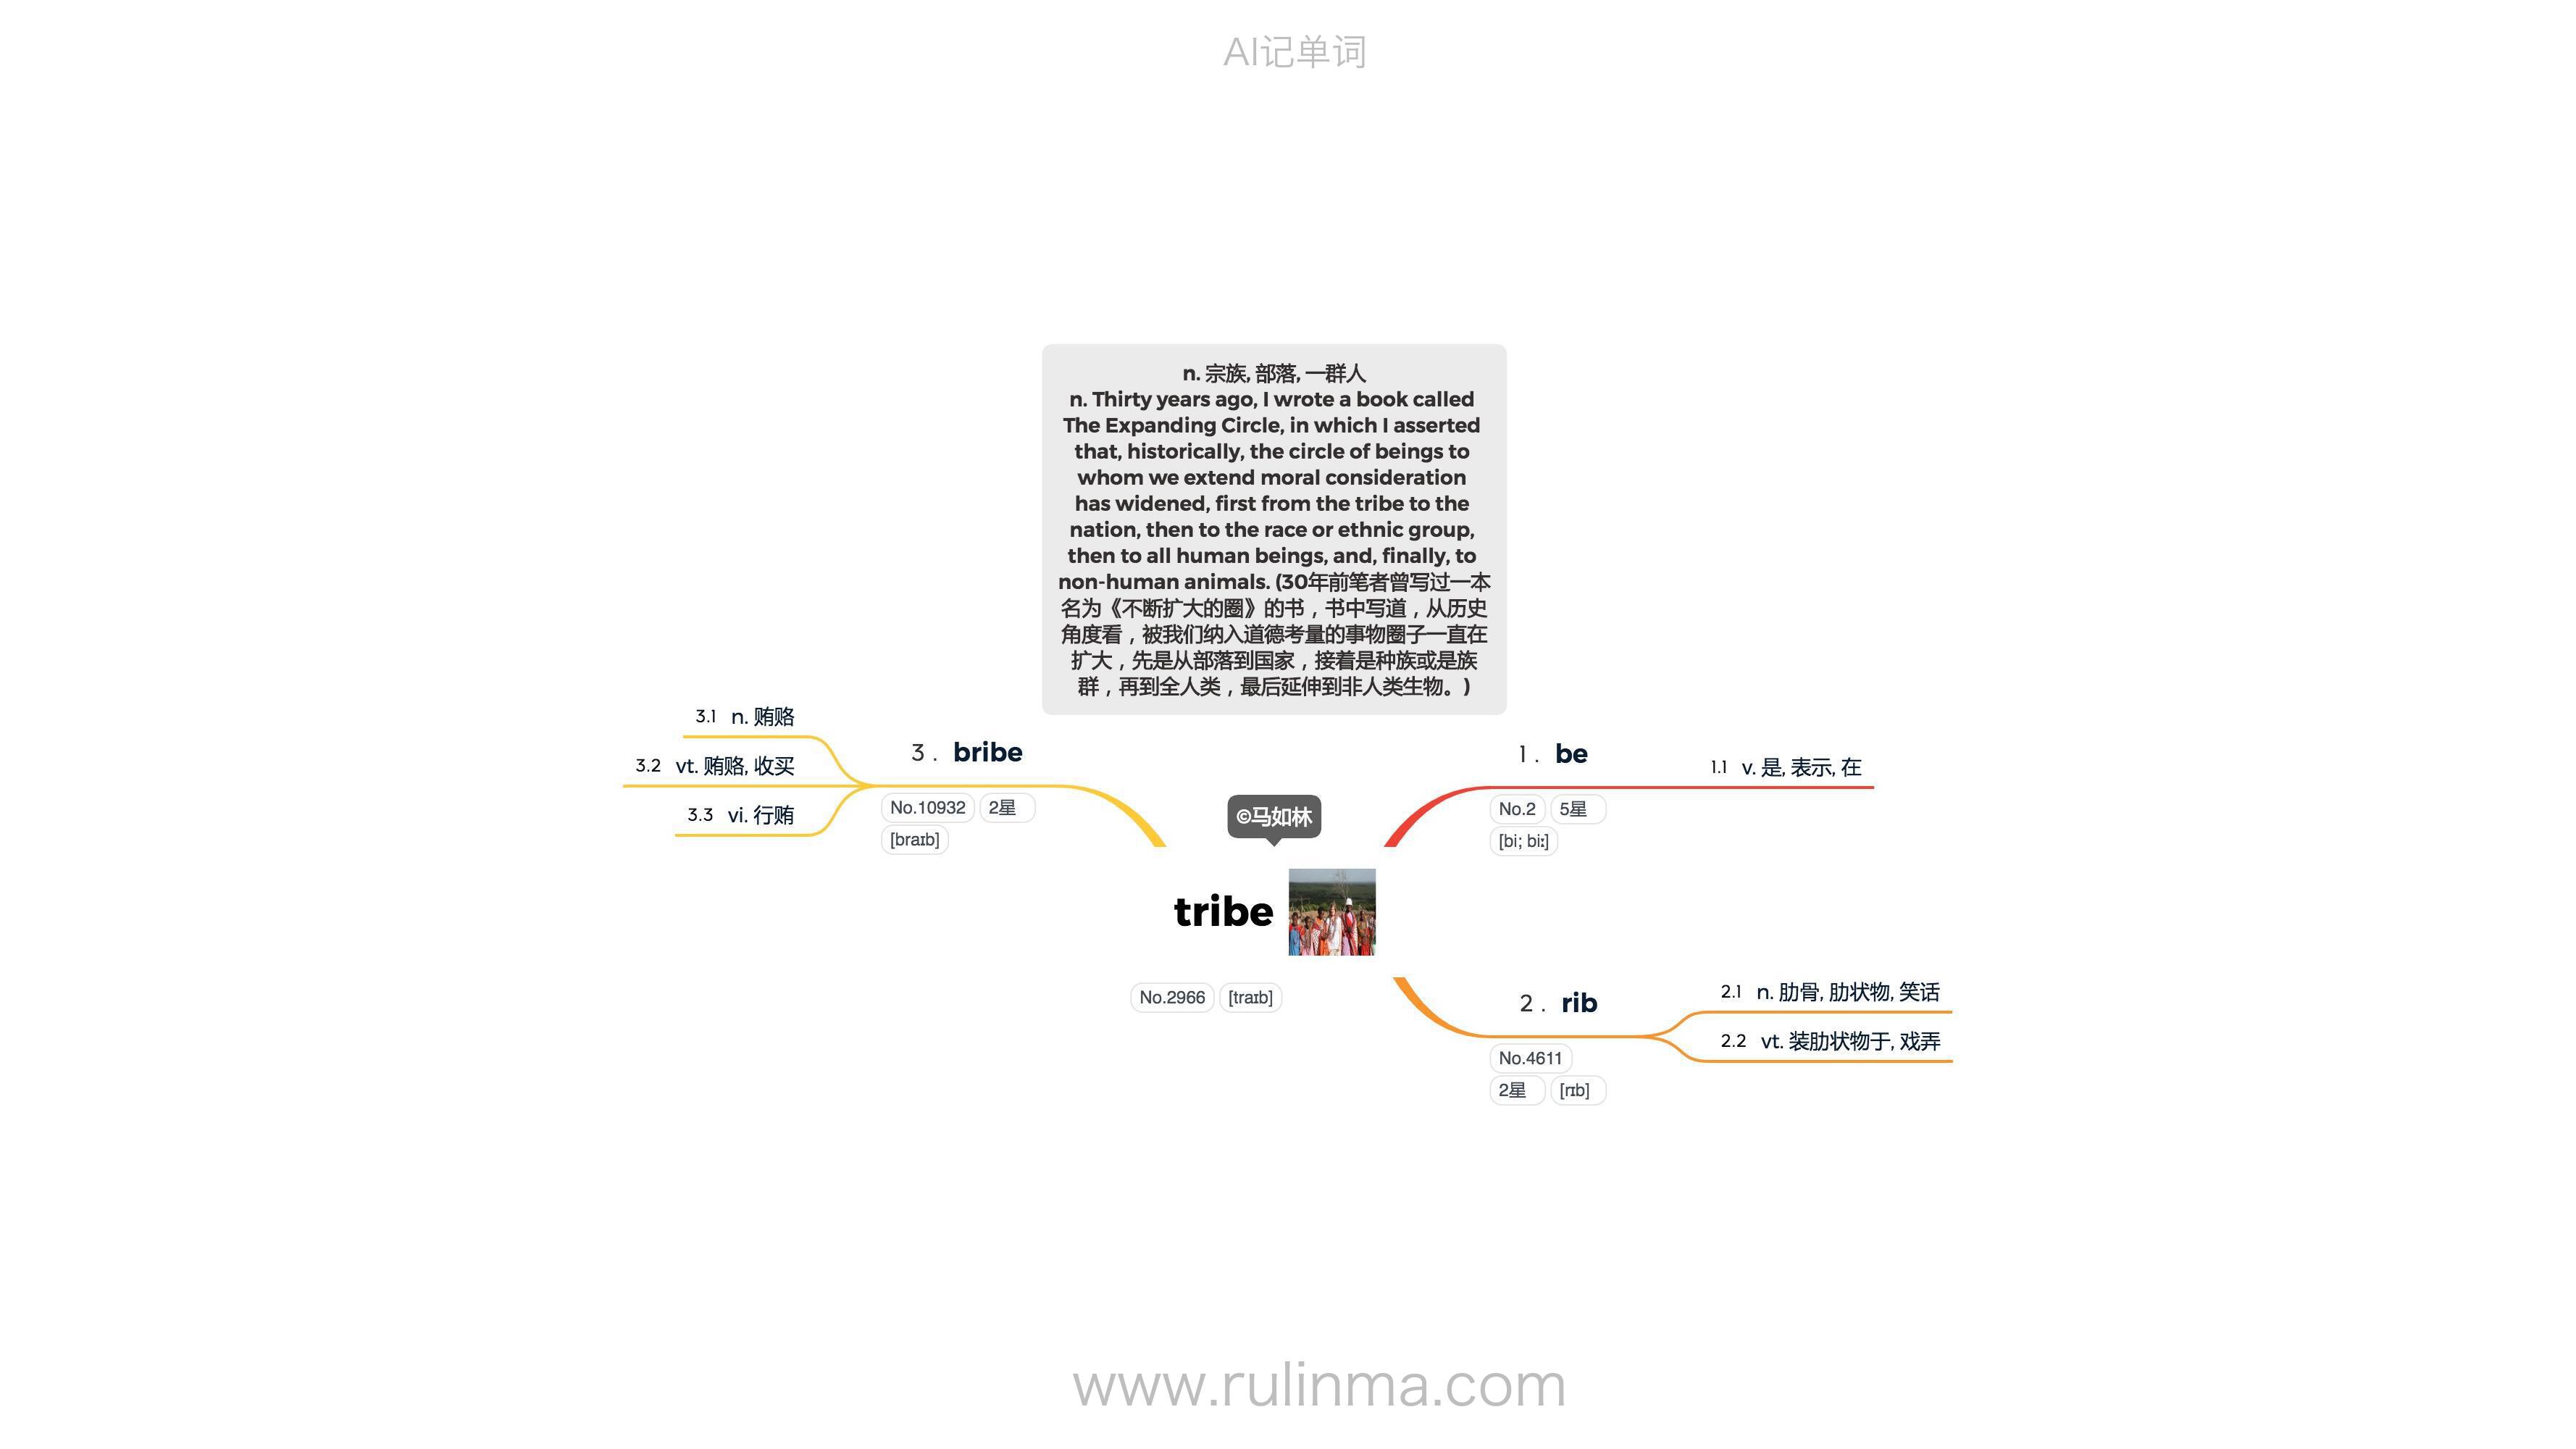 AI记单词
n. 宗族, 部落, 一群人
n. Thirty years ago, I wrote a book called
The Expanding Circle, in which I asserted
that, historically, the circle of beings to
whom we extend moral consideration
has widened, first from the tribe to the
nation, then to the race or ethnic group,
then to all human beings, and, finally, to
non-human animals. (30年前笔者曾写过一本
名为《不断扩大的圈》的书，书中写道，从历史
角度看，被我们纳入道德考量的事物圈子一直在
扩大，先是从部落到国家，接着是种族或是族
群，再到全人类，最后延伸到非人类生物。)
©马如林
tribe
No.2966 [traɪb]
1. be
No.2 5星
[bi; biː]
1.1 v. 是, 表示, 在
2. rib
No.4611
2星 [rɪb]
2.1 n. 肋骨, 肋状物, 笑话
2.2 vt. 装肋状物于, 戏弄
3. bribe
No.10932 2星
[braɪb]
3.1 n. 贿赂
3.2 vt. 贿赂, 收买
3.3 vi. 行贿
www.rulinma.com